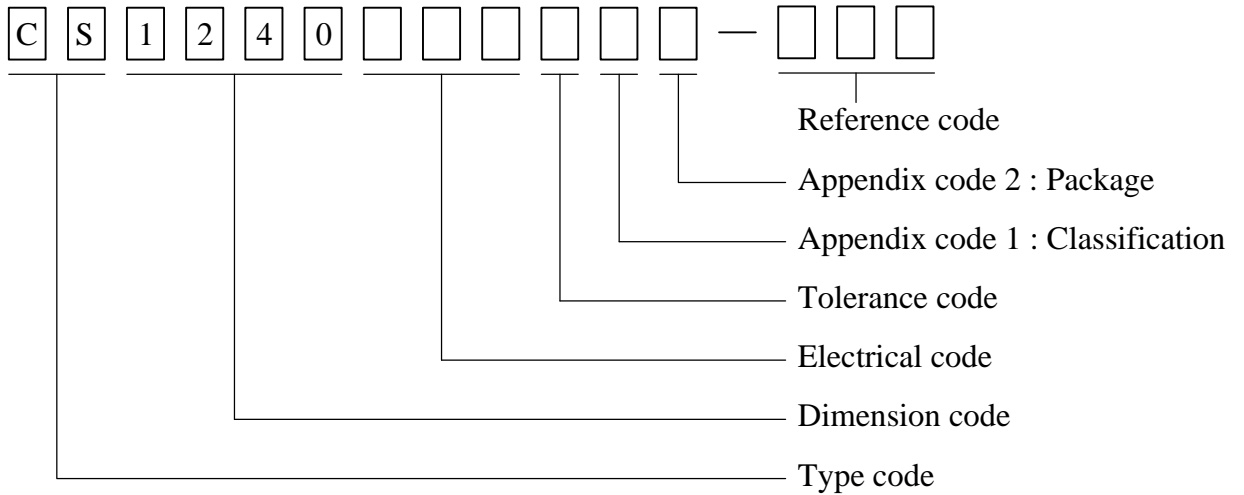 C S 1 2 4 0 —
Reference code
Appendix code 2 : Package
Appendix code 1 : Classification
Tolerance code
Electrical code
Dimension code
Type code